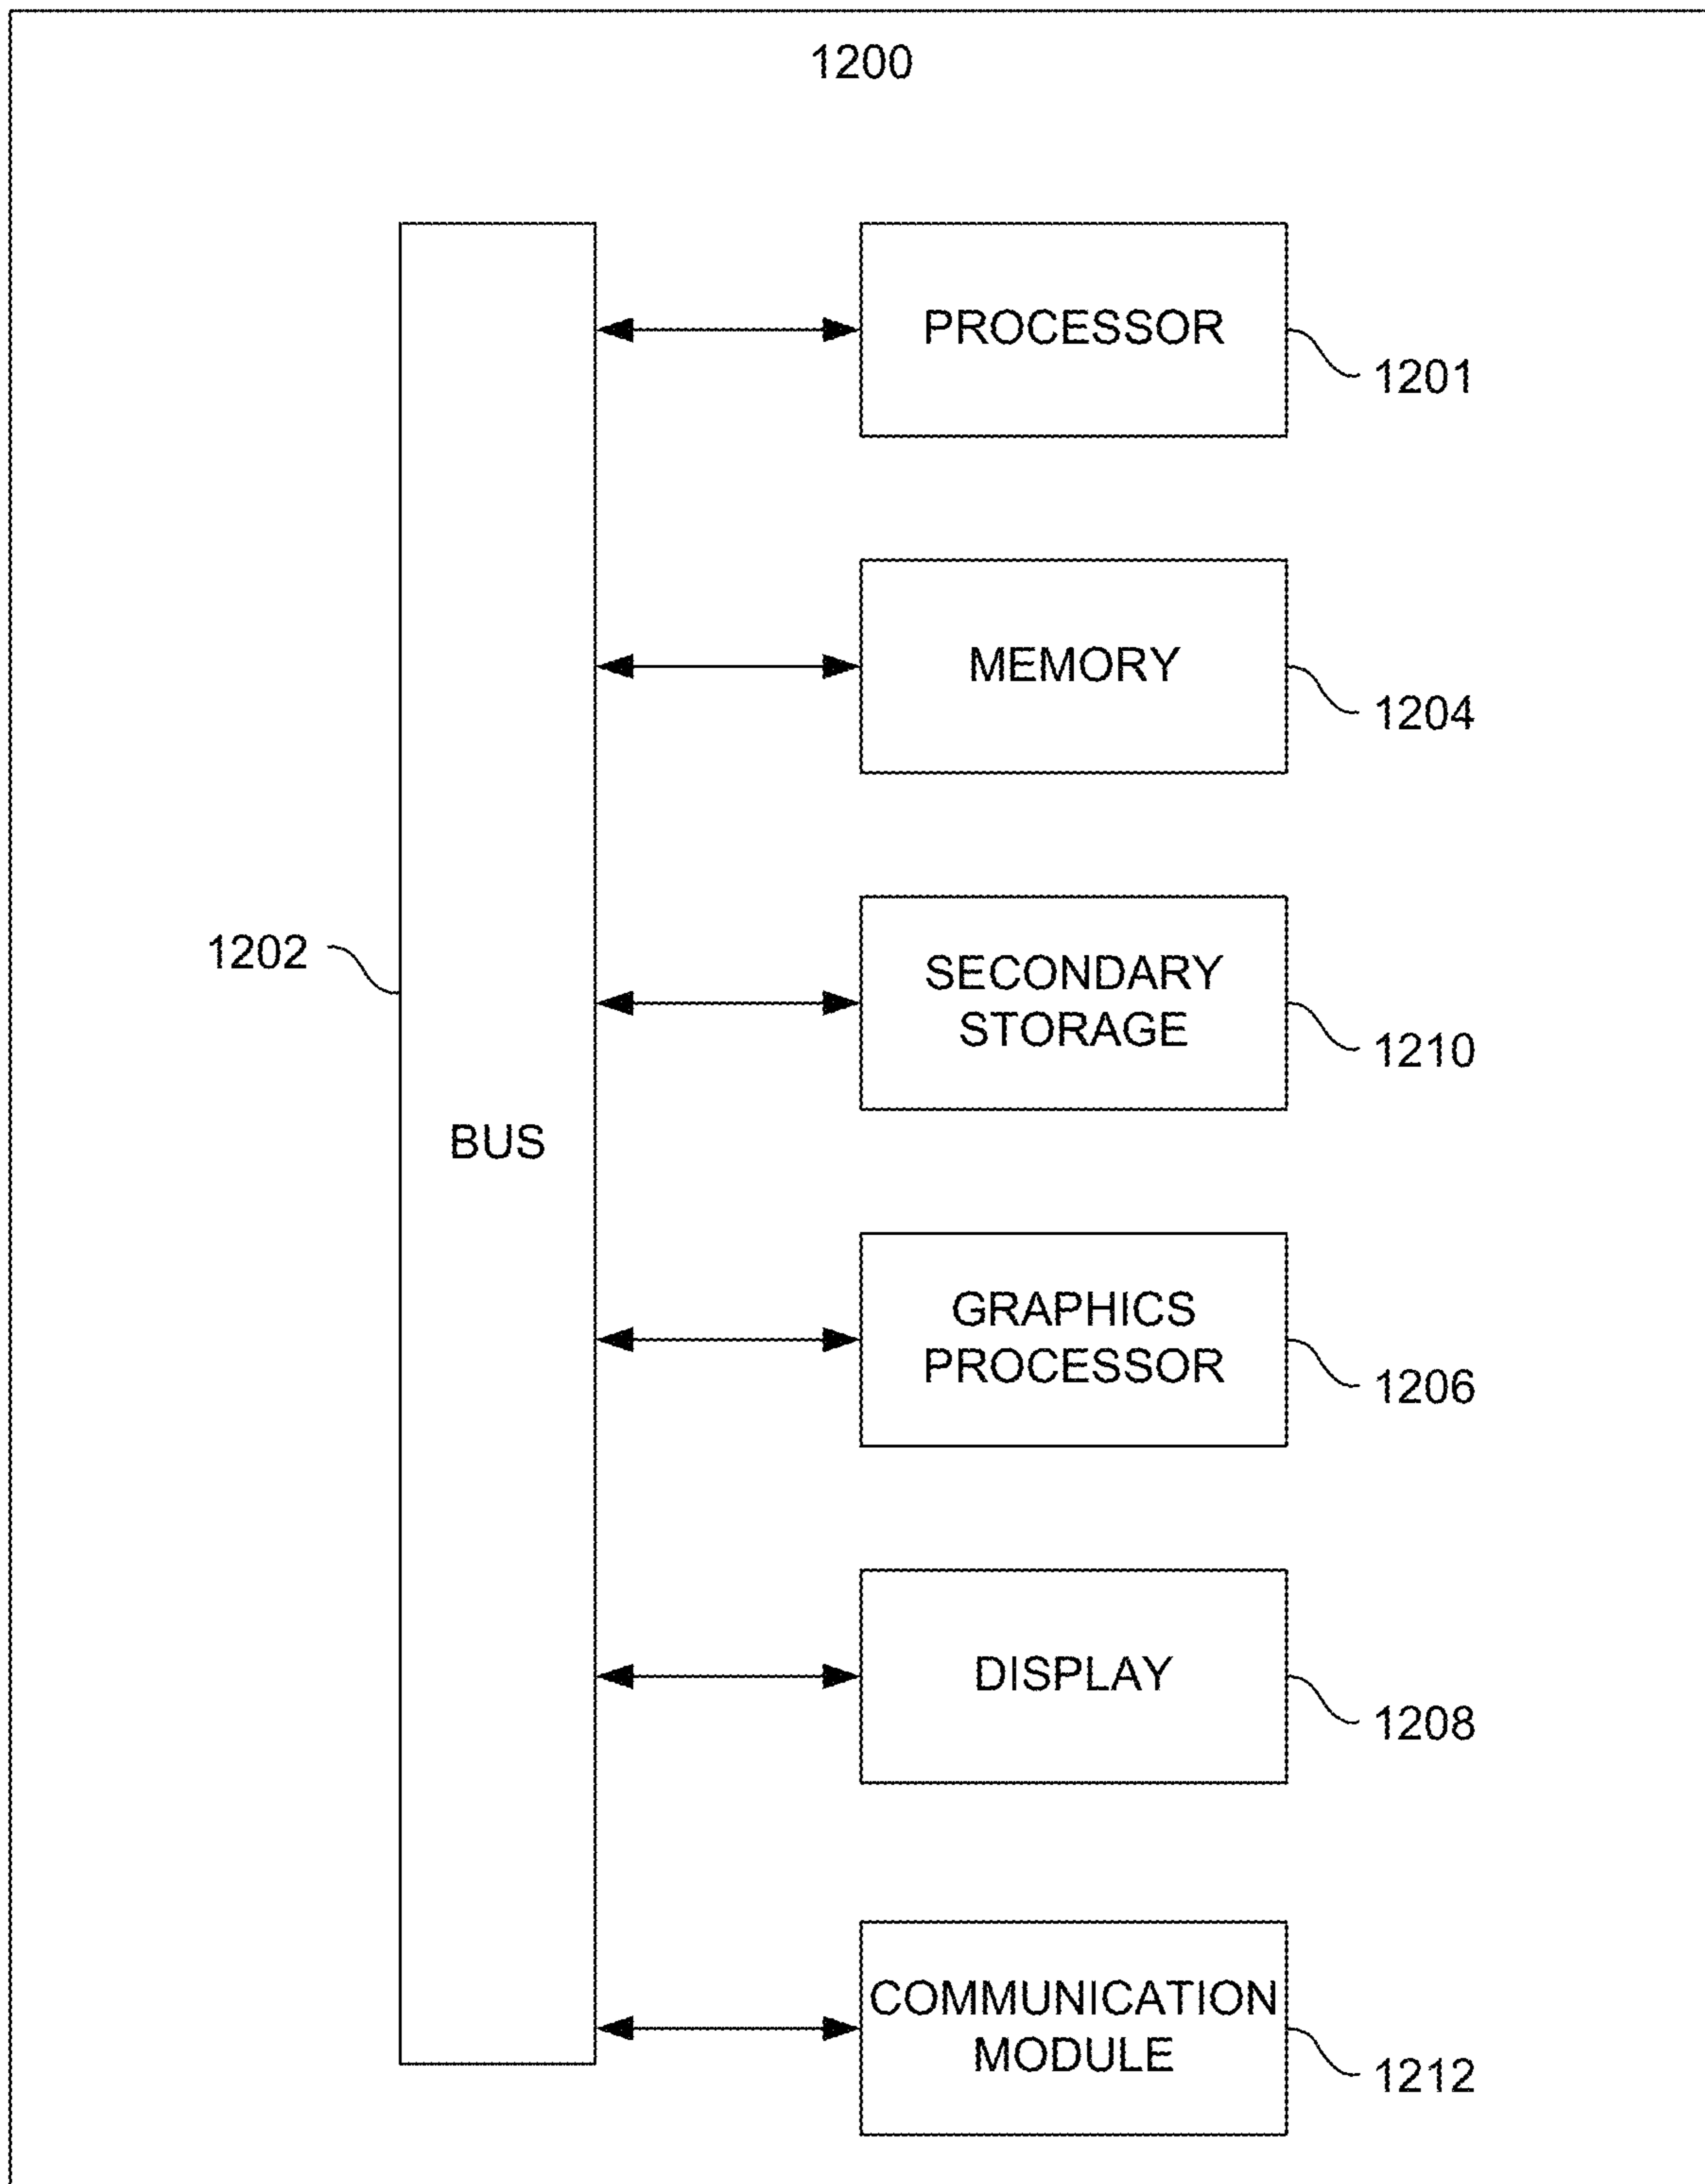 1200
PROCESSOR
1201
MEMORY
1204
1202
SECONDARY
STORAGE
1210
BUS
GRAPHICS
PROCESSOR
1206
DISPLAY
1208
COMMUNICATION
MODULE
1212